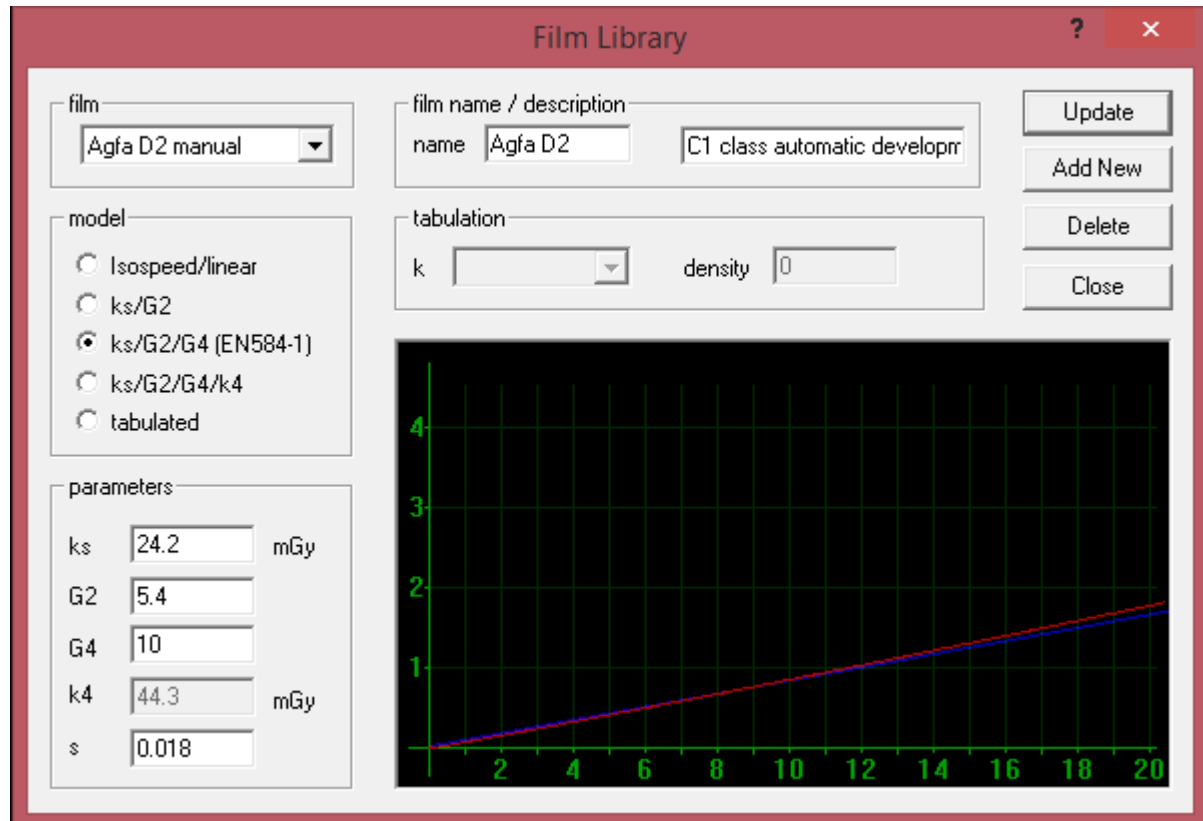 Film Library
?
×
film
Agfa D2 manual
film name / description
name Agfa D2 C1 class automatic developm
Update
Add New
Delete
Close
model
Isospeed/linear
ks/G2
ks/G2/G4 (EN584-1)
ks/G2/G4/k4
tabulated
tabulation
k density 0
parameters
ks 24.2 mGy
G2 5.4
G4 10
k4 44.3 mGy
s 0.018
4
3
2
1
2 4 6 8 10 12 14 16 18 20